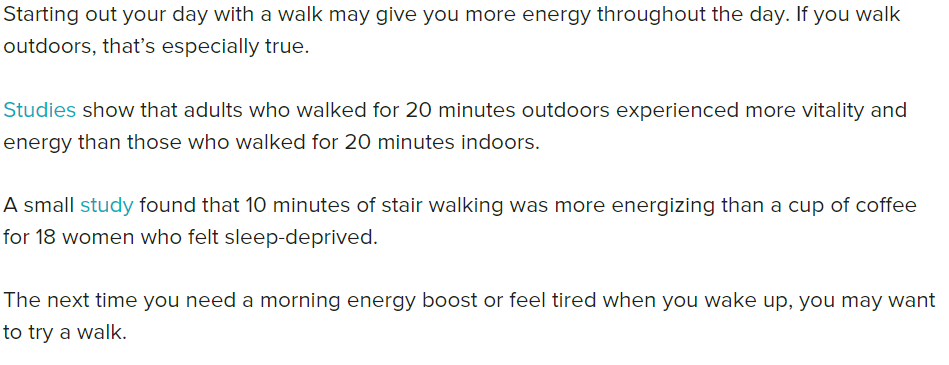 Starting out your day with a walk may give you more energy throughout the day. If you walk
outdoors, that’s especially true.
Studies show that adults who walked for 20 minutes outdoors experienced more vitality and
energy than those who walked for 20 minutes indoors.
A small study found that 10 minutes of stair walking was more energizing than a cup of coffee
for 18 women who felt sleep-deprived.
The next time you need a morning energy boost or feel tired when you wake up, you may want
to try a walk.